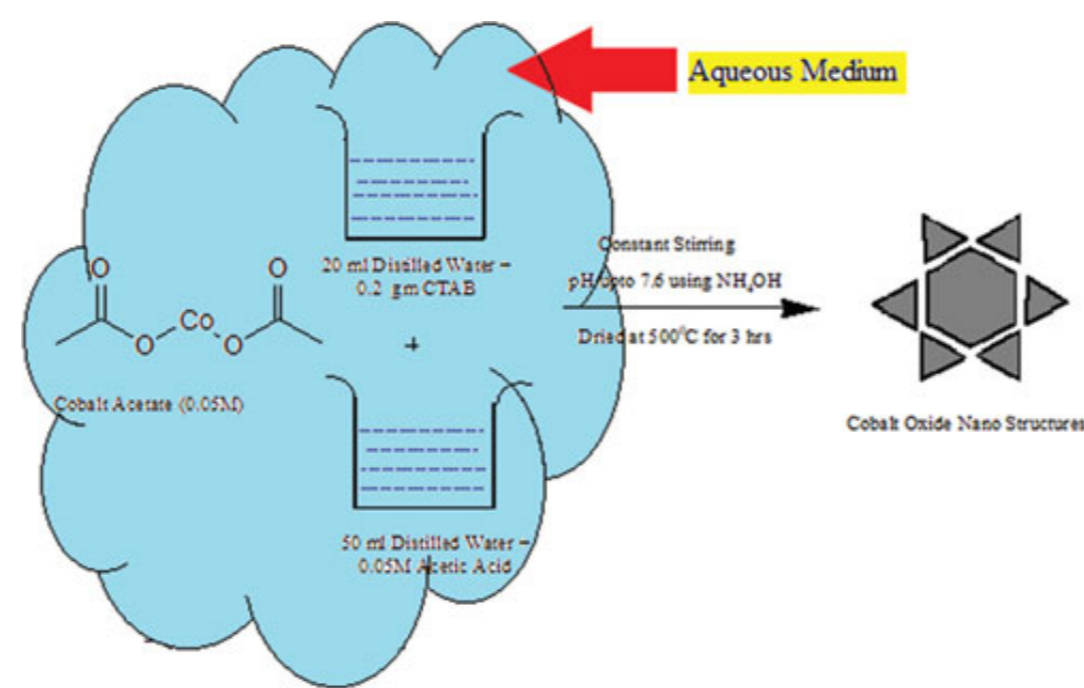 Aqueous Medium
20 ml Distilled Water –
0.2 gm CTAB
+
O
O
Co
O
O
Cobalt Acetate (0.05M)
50 ml Distilled Water –
0.05M Acetic Acid
Constant Stirring
pH upto 7.6 using NH₄OH
Dried at 500⁰C for 3 hrs
Cobalt Oxide Nano Structures